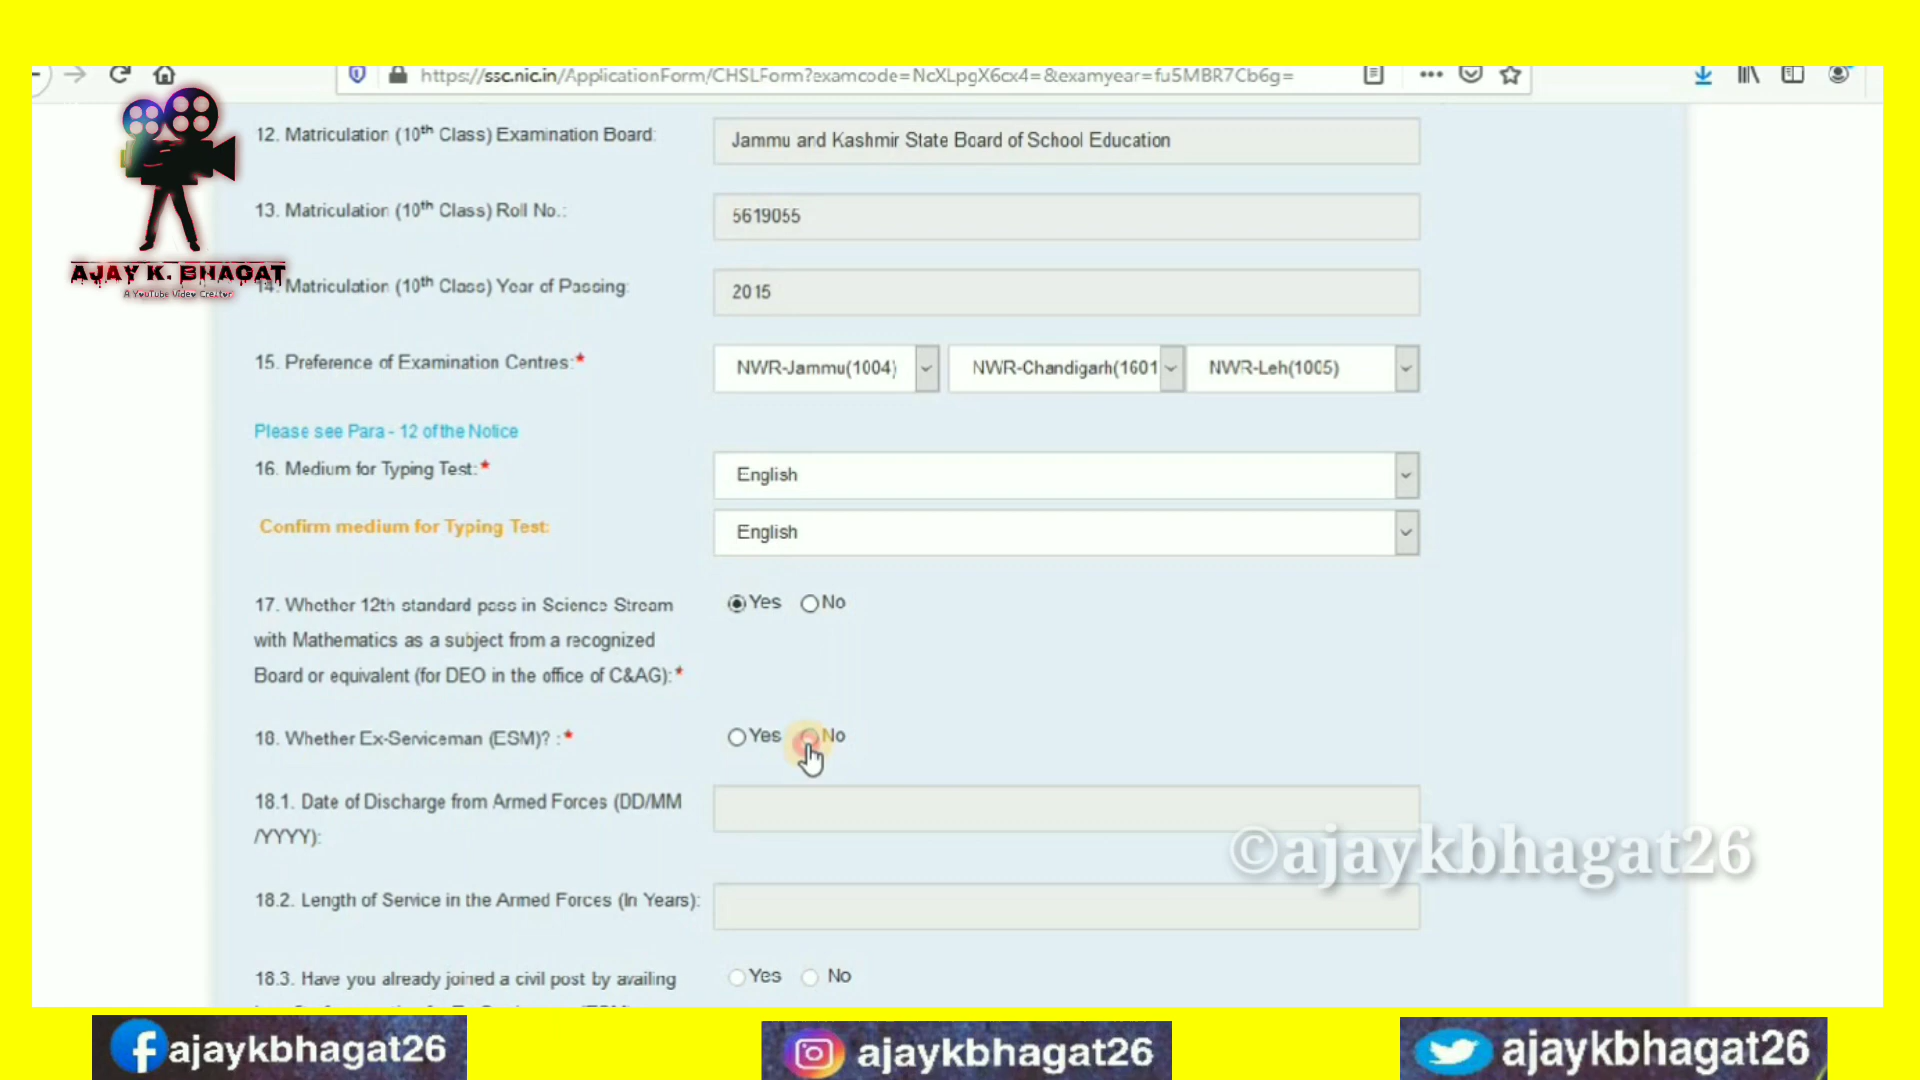 https://ssc.nic.in/ApplicationForm/CHSLForm?examcode=NcXLpgX6cx4=&examyear=fu5MBR7Cb6g=
12. Matriculation (10th Class) Examination Board:
Jammu and Kashmir State Board of School Education
13. Matriculation (10th Class) Roll No.:
5619055
AJAY K. BHAGAT
A YouTube Video Creator
14. Matriculation (10th Class) Year of Passing:
2015
15. Preference of Examination Centres:*
NWR-Jammu(1004) NWR-Chandigarh(1601 NWR-Leh(1005)
Please see Para - 12 of the Notice
16. Medium for Typing Test:*
English
Confirm medium for Typing Test:
English
17. Whether 12th standard pass in Science Stream
with Mathematics as a subject from a recognized
Board or equivalent (for DEO in the office of C&AG):*
Yes No
18. Whether Ex-Serviceman (ESM)? :*
Yes No
18.1. Date of Discharge from Armed Forces (DD/MM
/YYYY):
©ajaykbhagat26
18.2. Length of Service in the Armed Forces (In Years):
18.3. Have you already joined a civil post by availing
Yes No
ajaykbhagat26
ajaykbhagat26
ajaykbhagat26